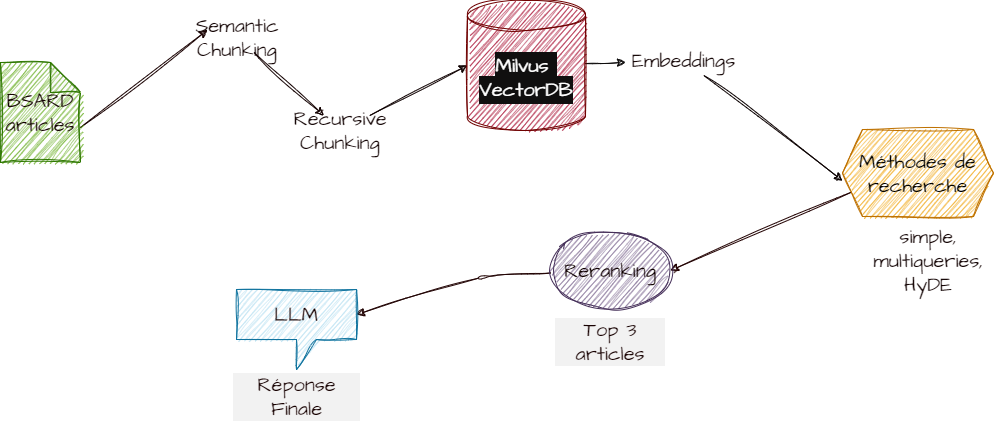 BSARD
articles
Semantic
Chunking
Recursive
Chunking
Milvus
VectorDB
Embeddings
Méthodes de
recherche
simple,
multiqueries,
HyDE
Reranking
Top 3
articles
LLM
Réponse
Finale